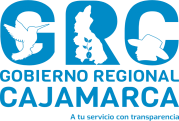 GRC
GOBIERNO REGIONAL
CAJAMARCA
A tu servicio con transparencia